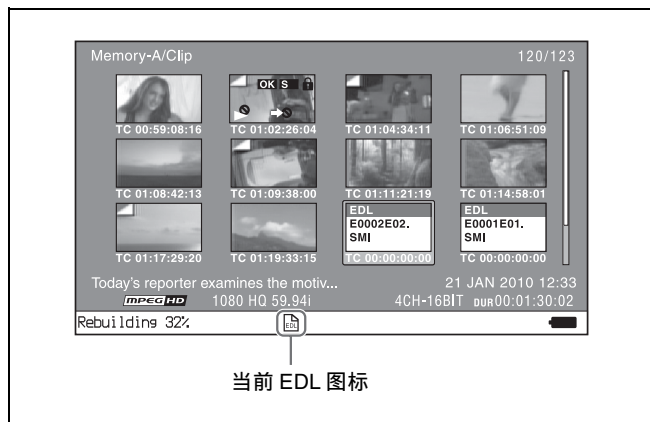 Memory-A/Clip 120/123
OK S
TC 00:59:08:16 TC 01:02:26:04 TC 01:04:34:11 TC 01:06:51:09
TC 01:08:42:13 TC 01:09:38:00 TC 01:11:21:19 TC 01:14:58:01
EDL EDL
E0002E02. E0001E01.
SMI SMI
TC 01:17:29:20 TC 01:19:33:15 TC 00:00:00:00 TC 00:00:00:00
Today's reporter examines the motiv... 21 JAN 2010 12:33
MPEG HD 1080 HQ 59.94i 4CH-16BIT DUR 00:01:30:02
Rebuilding 32% EDL
当前 EDL 图标